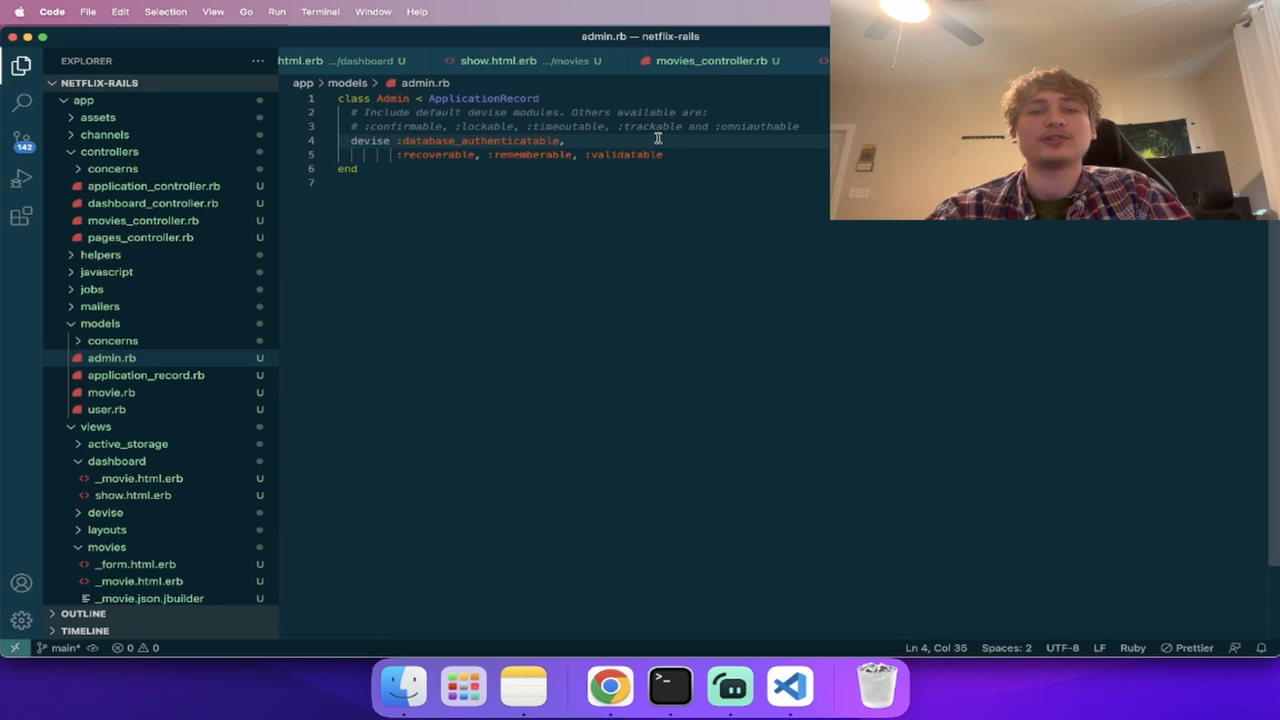 Code File Edit Selection View Go Run Terminal Window Help
admin.rb — netflix-rails
EXPLORER
html.erb .../dashboard U
show.html.erb .../movies U
movies_controller.rb U
NETFLIX-RAILS
app > models > admin.rb
app
assets
channels
controllers
concerns
application_controller.rb U
dashboard_controller.rb U
movies_controller.rb U
pages_controller.rb U
helpers
javascript
jobs
mailers
models
concerns
admin.rb U
application_record.rb U
movie.rb U
user.rb U
views
active_storage
dashboard
_movie.html.erb U
show.html.erb U
devise
layouts
movies
_form.html.erb U
_movie.html.erb U
_movie.json.jbuilder U
OUTLINE
TIMELINE
142
1 class Admin < ApplicationRecord
2 # Include default devise modules. Others available are:
3 # :confirmable, :lockable, :timeoutable, :trackable and :omniauthable
4 devise :database_authenticatable,
5 :recoverable, :rememberable, :validatable
6 end
7
main* 0 0
Ln 4, Col 35 Spaces: 2 UTF-8 LF Ruby Prettier